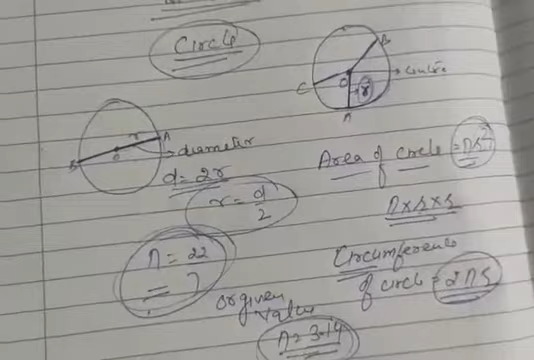 Circle
B
C
O
r
centre
A
r
A
O
B
diameter
d = 2r
Area of circle = πr²
r = d/2
π×r×r
π = 22/7
Circumference
of circle = 2πr
or given
value
π = 3.14